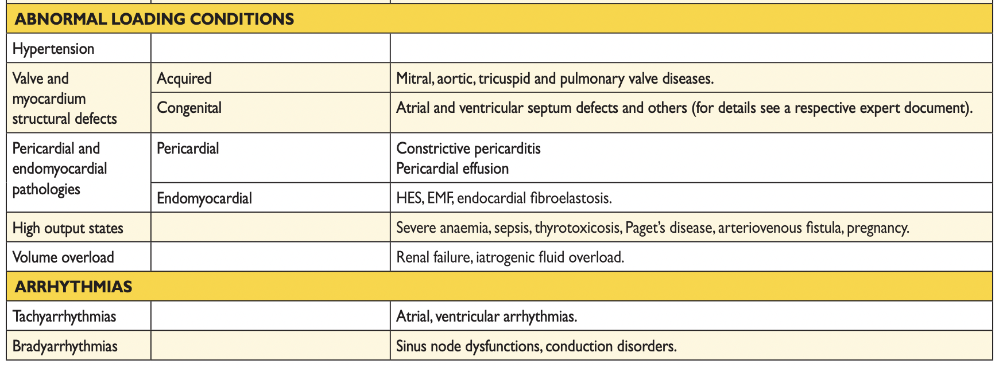 ABNORMAL LOADING CONDITIONS
Hypertension
Valve and
myocardium
structural defects
Acquired
Mitral, aortic, tricuspid and pulmonary valve diseases.
Congenital
Atrial and ventricular septum defects and others (for details see a respective expert document).
Pericardial and
endomyocardial
pathologies
Pericardial
Constrictive pericarditis
Pericardial effusion
Endomyocardial
HES, EMF, endocardial fibroelastosis.
High output states
Severe anaemia, sepsis, thyrotoxicosis, Paget’s disease, arteriovenous fistula, pregnancy.
Volume overload
Renal failure, iatrogenic fluid overload.
ARRHYTHMIAS
Tachyarrhythmias
Atrial, ventricular arrhythmias.
Bradyarrhythmias
Sinus node dysfunctions, conduction disorders.